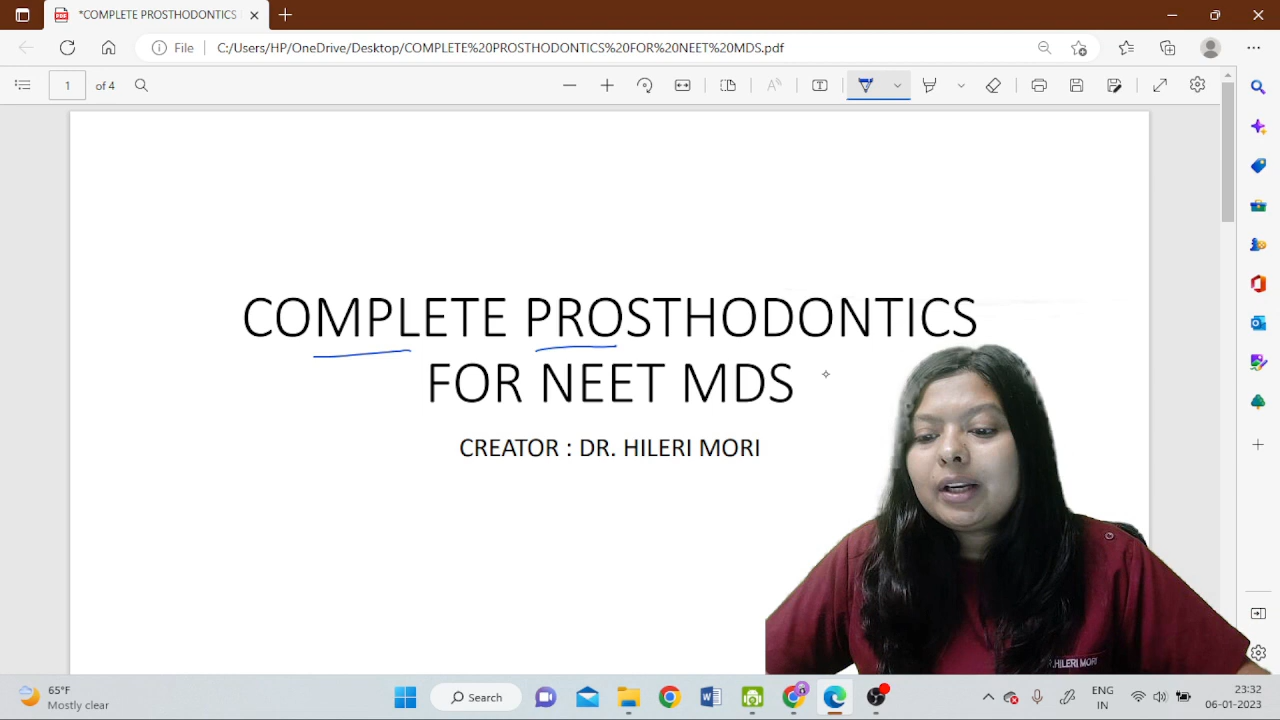 *COMPLETE PROSTHODONTICS
File
C:/Users/HP/OneDrive/Desktop/COMPLETE%20PROSTHODONTICS%20FOR%20NEET%20MDS.pdf
1 of 4
COMPLETE PROSTHODONTICS
FOR NEET MDS
CREATOR : DR. HILERI MORI
.HILERI MORI
65°F
Mostly clear
Search
ENG
IN
23:32
06-01-2023